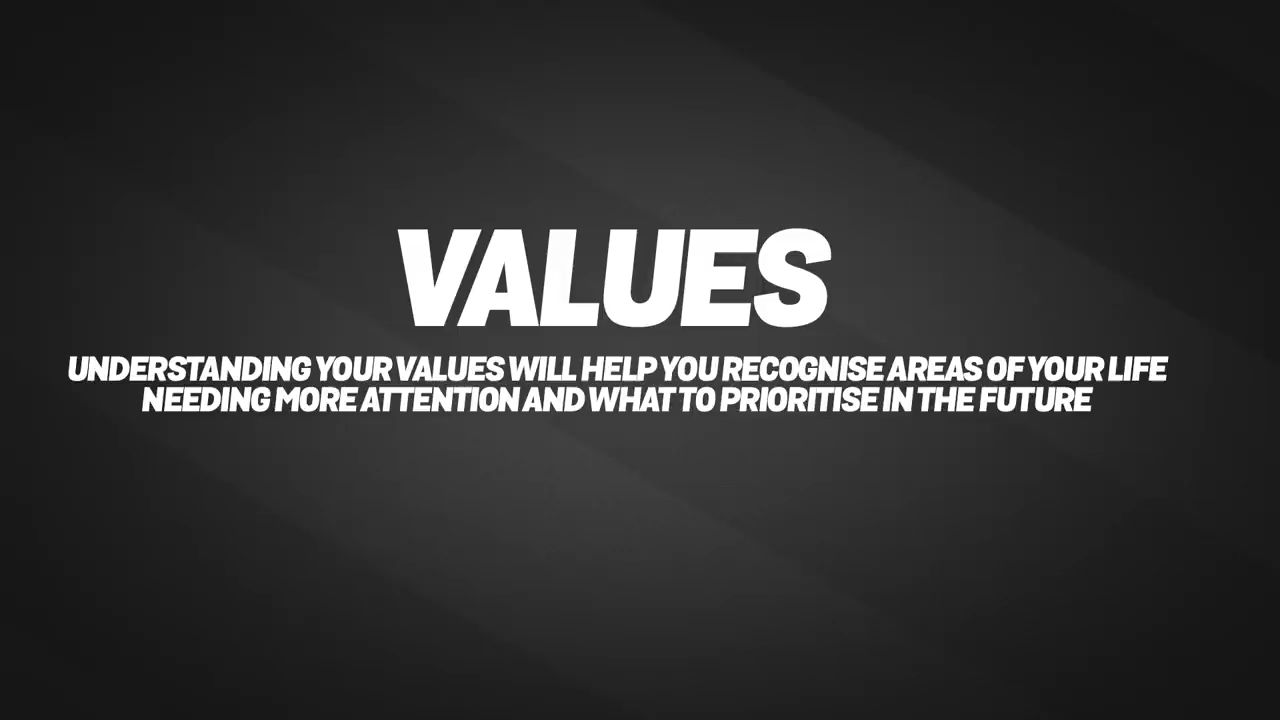 VALUES
UNDERSTANDING YOUR VALUES WILL HELP YOU RECOGNISE AREAS OF YOUR LIFE
NEEDING MORE ATTENTION AND WHAT TO PRIORITISE IN THE FUTURE